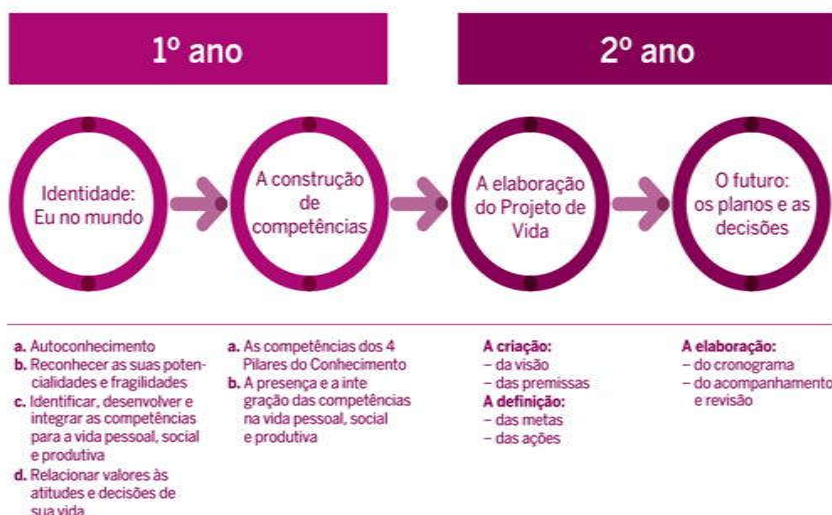 1º ano
2º ano
Identidade:
Eu no mundo
A construção
de
competências
A elaboração
do Projeto de
Vida
O futuro:
os planos e as
decisões
a. Autoconhecimento
b. Reconhecer as suas poten-
cialidades e fragilidades
c. Identificar, desenvolver e
integrar as competências
para a vida pessoal, social
e produtiva
d. Relacionar valores às
atitudes e decisões de
sua vida
a. As competências dos 4
Pilares do Conhecimento
b. A presença e a inte
gração das competências
na vida pessoal, social
e produtiva
A criação:
– da visão
– das premissas
A definição:
– das metas
– das ações
A elaboração:
– do cronograma
– do acompanhamento
e revisão